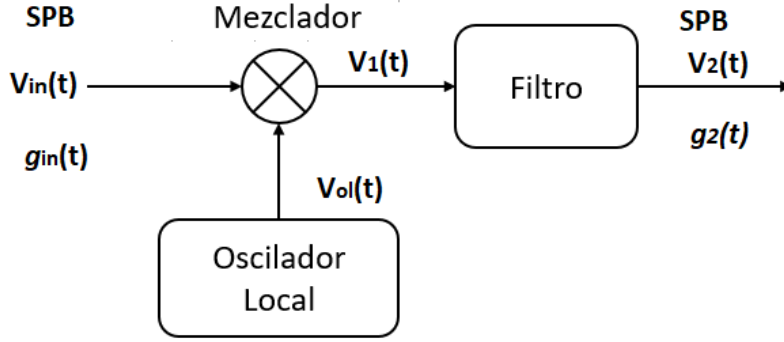 SPB
Mezclador
SPB
Vin(t)
V1(t)
Filtro
V2(t)
gin(t)
g2(t)
Vol(t)
Oscilador
Local